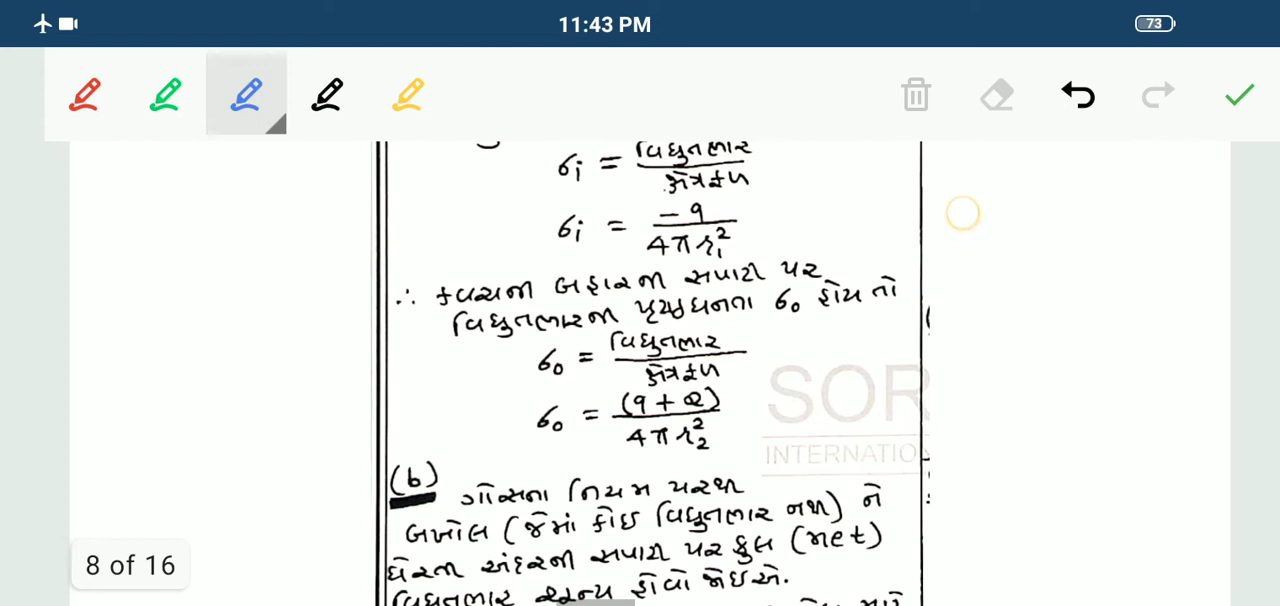 11:43 PM
73
σi = વિદ્યુતભાર / ક્ષેત્રફળ
σi = -q / 4πr₁²
∴ કવચની બહારની સપાટી પર
વિદ્યુતભારની પૃષ્ઠઘનતા σ₀ હોય તો
σ₀ = વિદ્યુતભાર / ક્ષેત્રફળ
σ₀ = (q + Q) / 4πr₂²
SOR
INTERNATIO
(b) ગૉસના નિયમ પરથી
બખોલ (જેમાં કોઇ વિદ્યુતભાર નથી) ને
ઘેરતી અંદરની સપાટી પર કુલ (net)
વિદ્યુતભાર શૂન્ય હોવો જોઇએ.
8 of 16